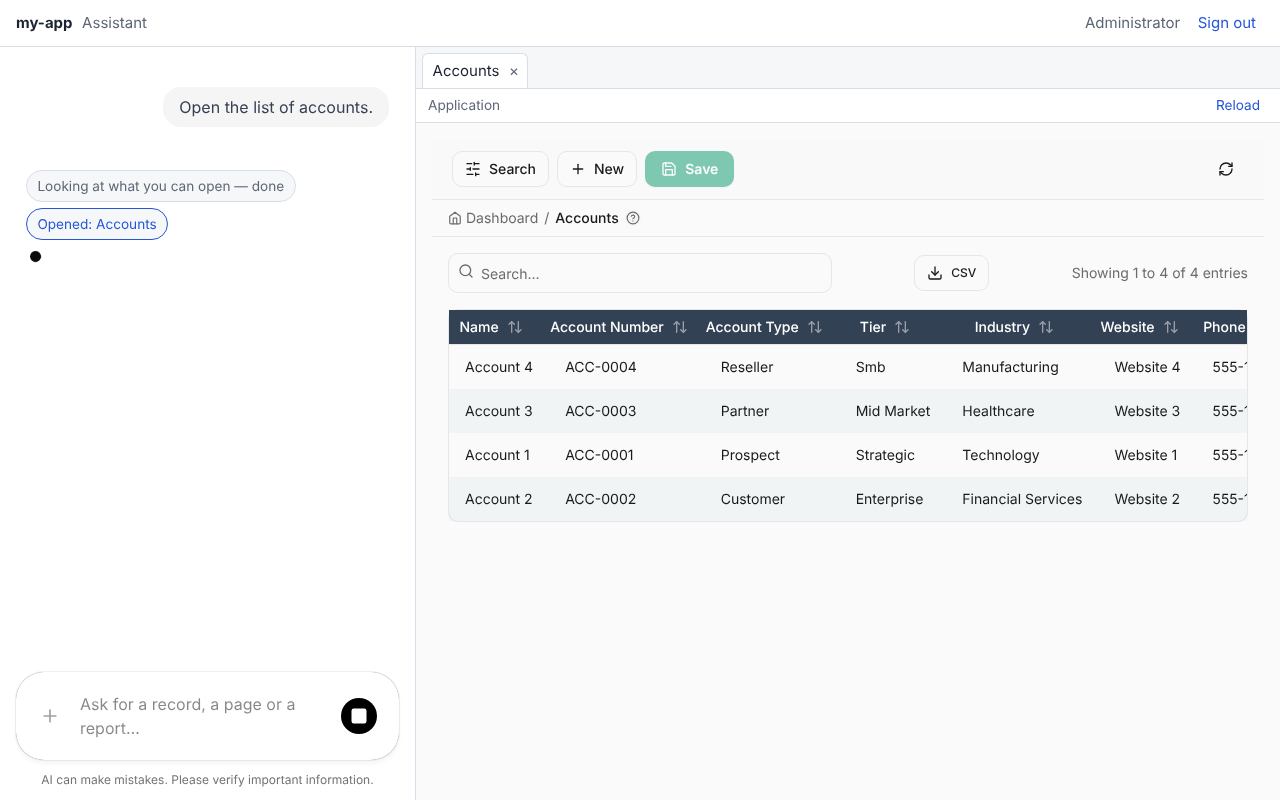 my-app Assistant Administrator Sign out
Open the list of accounts.
Looking at what you can open — done
Opened: Accounts
Ask for a record, a page or a
report...
AI can make mistakes. Please verify important information.
Accounts ×
Application Reload
Search New Save
Dashboard / Accounts
Search... CSV Showing 1 to 4 of 4 entries
Name Account Number Account Type Tier Industry Website Phone
Account 4 ACC-0004 Reseller Smb Manufacturing Website 4 555-
Account 3 ACC-0003 Partner Mid Market Healthcare Website 3 555-
Account 1 ACC-0001 Prospect Strategic Technology Website 1 555-
Account 2 ACC-0002 Customer Enterprise Financial Services Website 2 555-